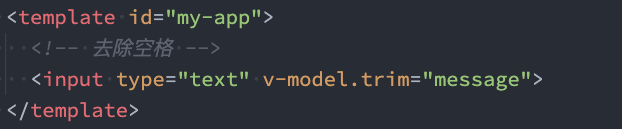 <template id="my-app">
<!-- 去除空格 -->
<input type="text" v-model.trim="message">
</template>